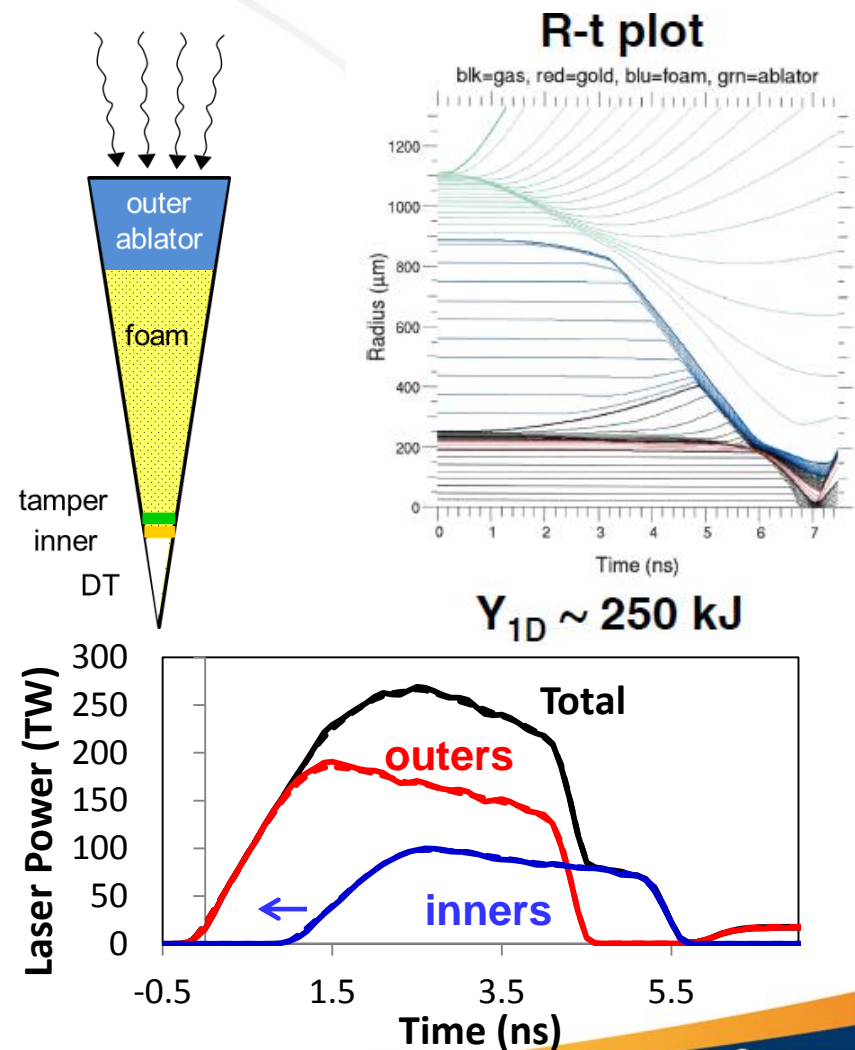 outer
ablator
foam
tamper
inner
DT
R-t plot
blk=gas, red=gold, blu=foam, grn=ablator
1200
1000
800
600
400
200
0
Radius (μm)
0 1 2 3 4 5 6 7
Time (ns)
Y1D ~ 250 kJ
300
250
200
150
100
50
0
Laser Power (TW)
Total
outers
inners
-0.5 1.5 3.5 5.5
Time (ns)